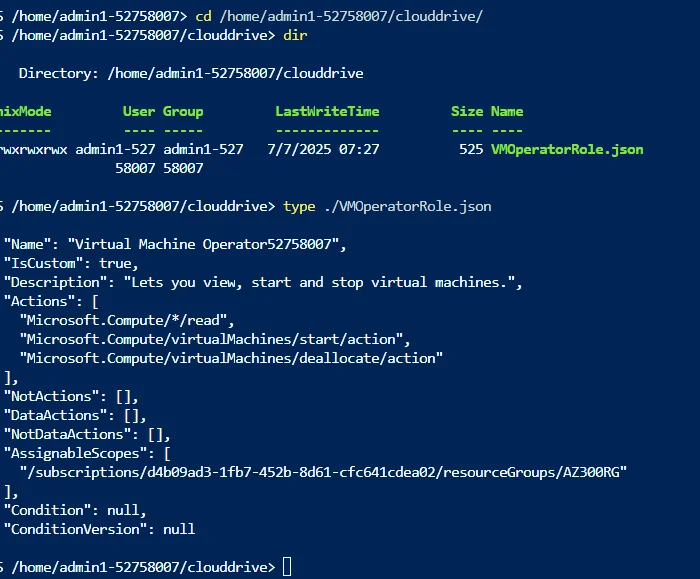 S /home/admin1-52758007> cd /home/admin1-52758007/clouddrive/
S /home/admin1-52758007/clouddrive> dir
Directory: /home/admin1-52758007/clouddrive
nixMode User Group LastWriteTime Size Name
------- ---- ----- ------------- ---- ----
rwxrwxrwx admin1-527 admin1-527 7/7/2025 07:27 525 VMOperatorRole.json
58007 58007
S /home/admin1-52758007/clouddrive> type ./VMOperatorRole.json
"Name": "Virtual Machine Operator52758007",
"IsCustom": true,
"Description": "Lets you view, start and stop virtual machines.",
"Actions": [
"Microsoft.Compute/*/read",
"Microsoft.Compute/virtualMachines/start/action",
"Microsoft.Compute/virtualMachines/deallocate/action"
],
"NotActions": [],
"DataActions": [],
"NotDataActions": [],
"AssignableScopes": [
"/subscriptions/d4b09ad3-1fb7-452b-8d61-cfc641cdea02/resourceGroups/AZ300RG"
],
"Condition": null,
"ConditionVersion": null
S /home/admin1-52758007/clouddrive>